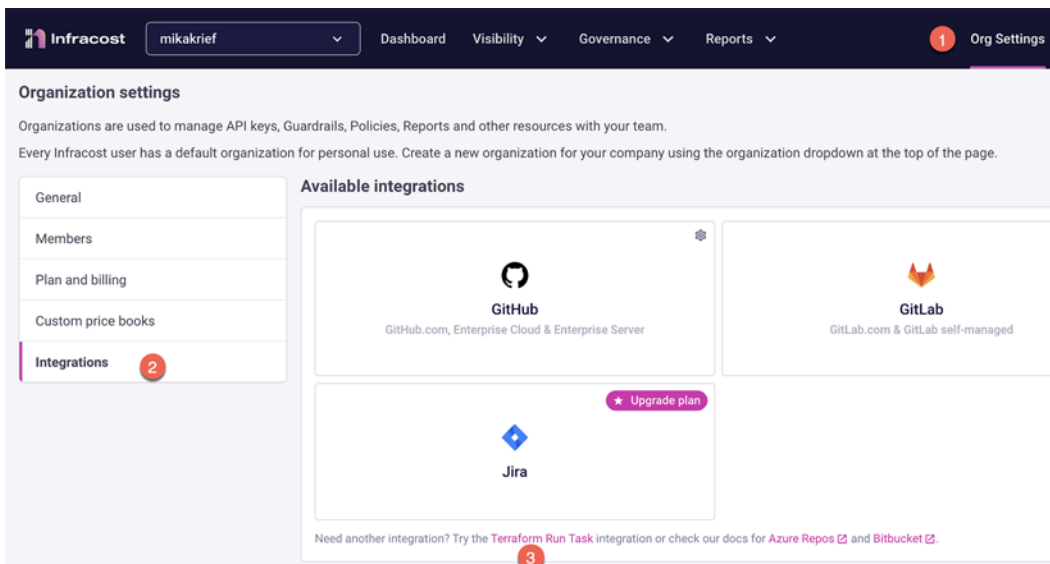 Infracost mikakrief Dashboard Visibility Governance Reports 1 Org Settings
Organization settings
Organizations are used to manage API keys, Guardrails, Policies, Reports and other resources with your team.
Every Infracost user has a default organization for personal use. Create a new organization for your company using the organization dropdown at the top of the page.
General
Members
Plan and billing
Custom price books
Integrations 2
Available integrations
GitHub
GitHub.com, Enterprise Cloud & Enterprise Server
GitLab
GitLab.com & GitLab self-managed
Upgrade plan
Jira
Need another integration? Try the Terraform Run Task integration or check our docs for Azure Repos and Bitbucket.
3